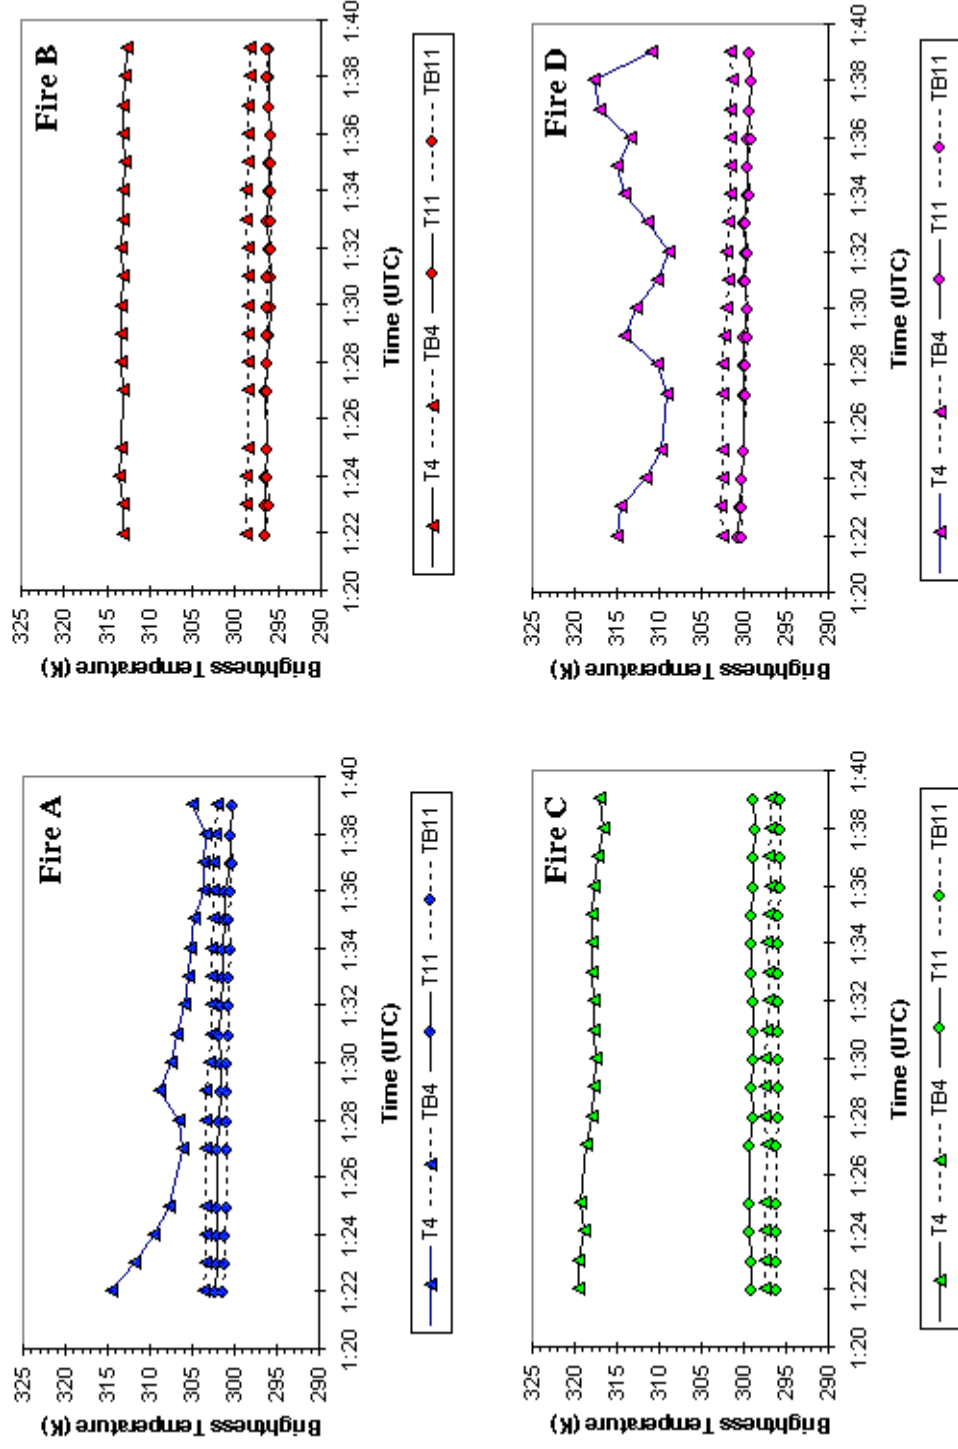 Fire A
Brightness Temperature (K)
325
320
315
310
305
300
295
290
1:20 1:22 1:24 1:26 1:28 1:30 1:32 1:34 1:36 1:38 1:40
Time (UTC)
T4 TB4 T11 TB11
Fire B
Brightness Temperature (K)
325
320
315
310
305
300
295
290
1:20 1:22 1:24 1:26 1:28 1:30 1:32 1:34 1:36 1:38 1:40
Time (UTC)
T4 TB4 T11 TB11
Fire C
Brightness Temperature (K)
325
320
315
310
305
300
295
290
1:20 1:22 1:24 1:26 1:28 1:30 1:32 1:34 1:36 1:38 1:40
Time (UTC)
T4 TB4 T11 TB11
Fire D
Brightness Temperature (K)
325
320
315
310
305
300
295
290
1:20 1:22 1:24 1:26 1:28 1:30 1:32 1:34 1:36 1:38 1:40
Time (UTC)
T4 TB4 T11 TB11